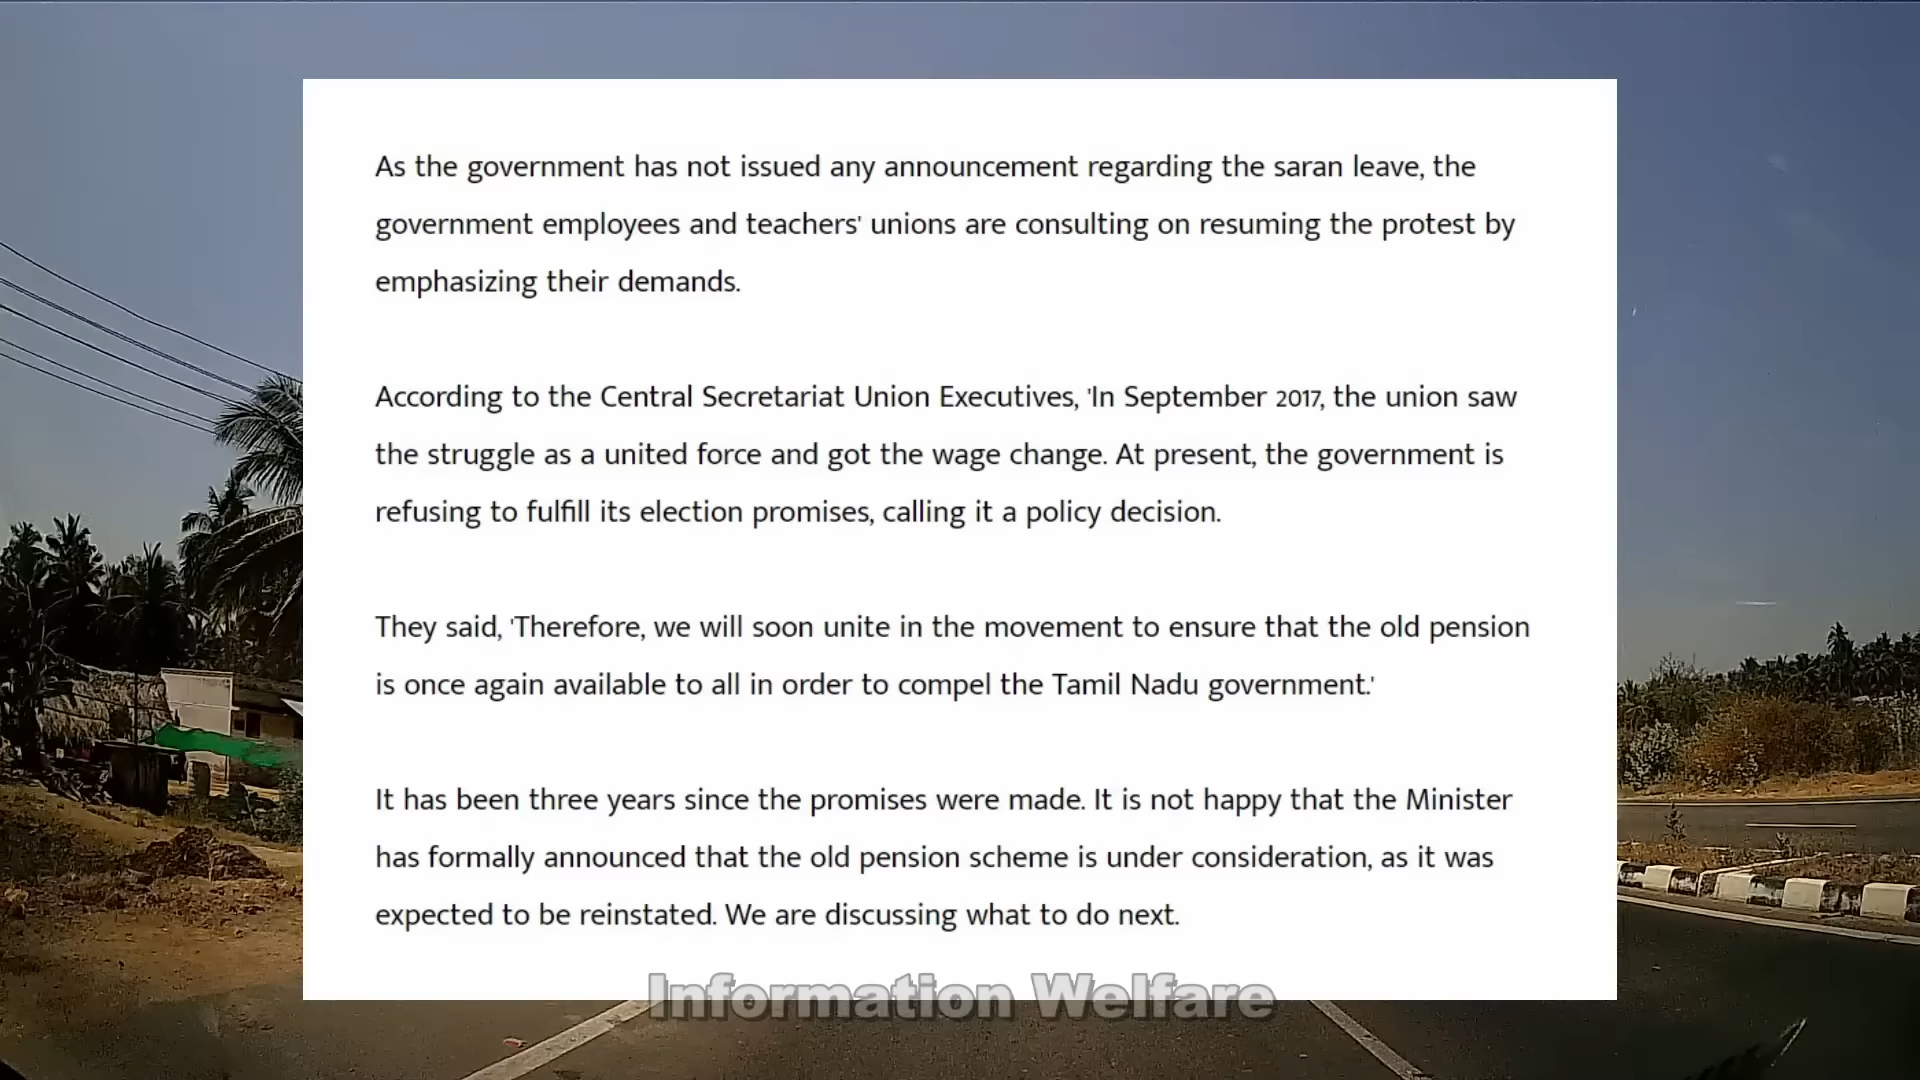 As the government has not issued any announcement regarding the saran leave, the
government employees and teachers' unions are consulting on resuming the protest by
emphasizing their demands.
According to the Central Secretariat Union Executives, 'In September 2017, the union saw
the struggle as a united force and got the wage change. At present, the government is
refusing to fulfill its election promises, calling it a policy decision.
They said, 'Therefore, we will soon unite in the movement to ensure that the old pension
is once again available to all in order to compel the Tamil Nadu government.'
It has been three years since the promises were made. It is not happy that the Minister
has formally announced that the old pension scheme is under consideration, as it was
expected to be reinstated. We are discussing what to do next.
Information Welfare